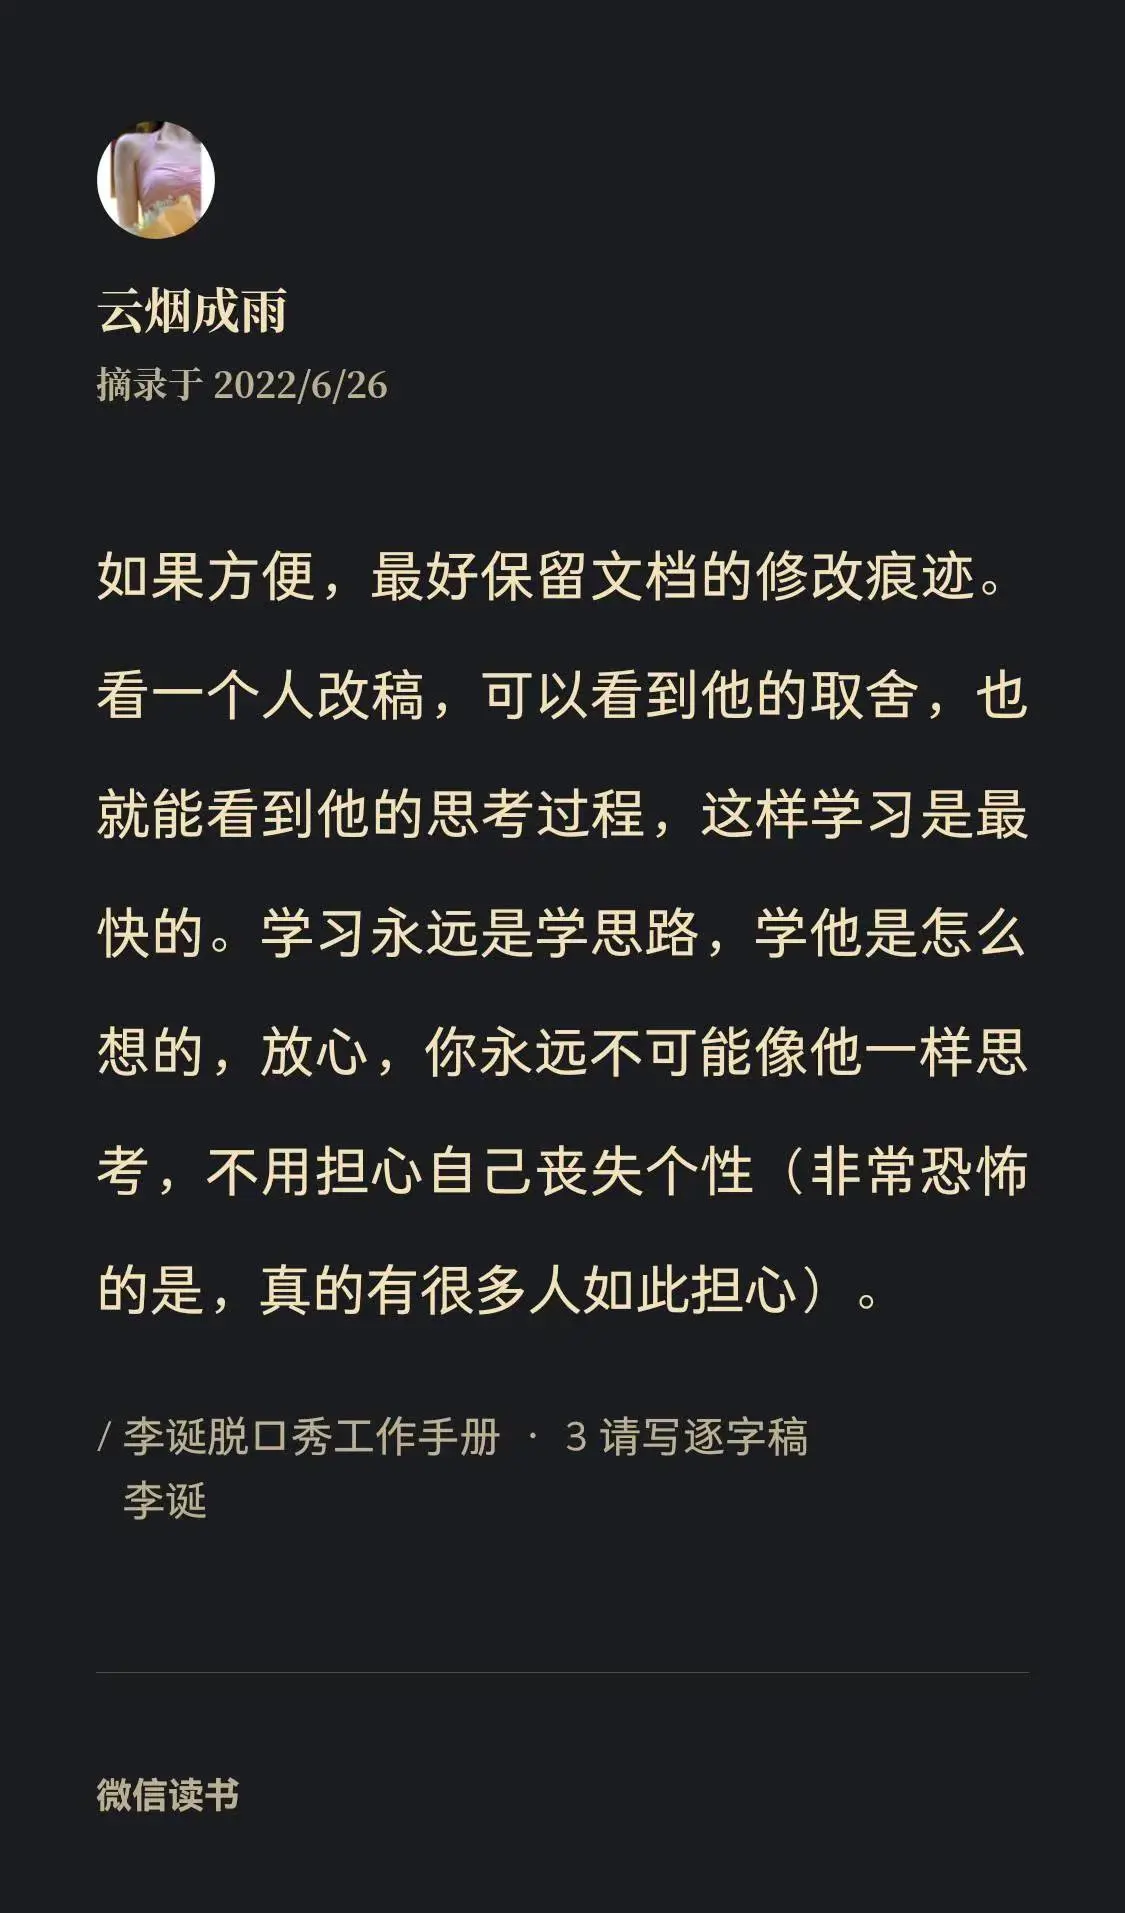 云烟成雨
摘录于 2022/6/26
如果方便，最好保留文档的修改痕迹。
看一个人改稿，可以看到他的取舍，也
就能看到他的思考过程，这样学习是最
快的。学习永远是学思路，学他是怎么
想的，放心，你永远不可能像他一样思
考，不用担心自己丧失个性（非常恐怖
的是，真的有很多人如此担心）。
/ 李诞脱口秀工作手册 · 3 请写逐字稿
李诞
微信读书